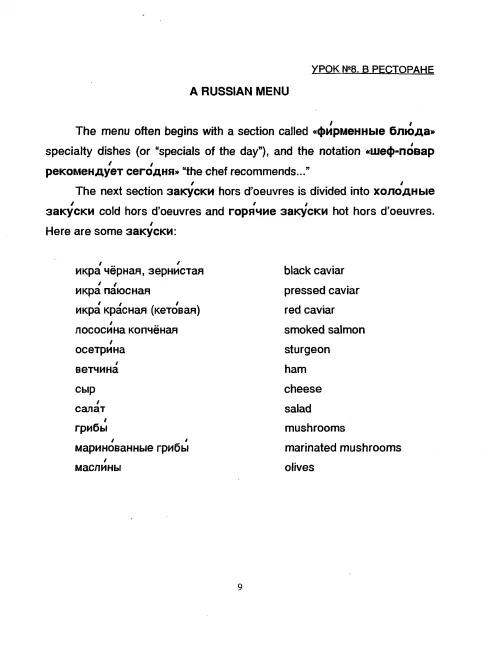 УРОК №8. В РЕСТОРАНЕ
A RUSSIAN MENU
The menu often begins with a section called «фи́рменные блю́да»
specialty dishes (or "specials of the day"), and the notation «шеф-по́вар
рекоменду́ет сего́дня» "the chef recommends..."
The next section заку́ски hors d'oeuvres is divided into холо́дные
заку́ски cold hors d'oeuvres and горя́чие заку́ски hot hors d'oeuvres.
Here are some заку́ски:
икра́ чёрная, зерни́стая black caviar
икра́ па́юсная pressed caviar
икра́ кра́сная (кето́вая) red caviar
лососи́на копчёная smoked salmon
осетри́на sturgeon
ветчина́ ham
сыр cheese
сала́т salad
грибы́ mushrooms
марино́ванные грибы́ marinated mushrooms
масли́ны olives
9